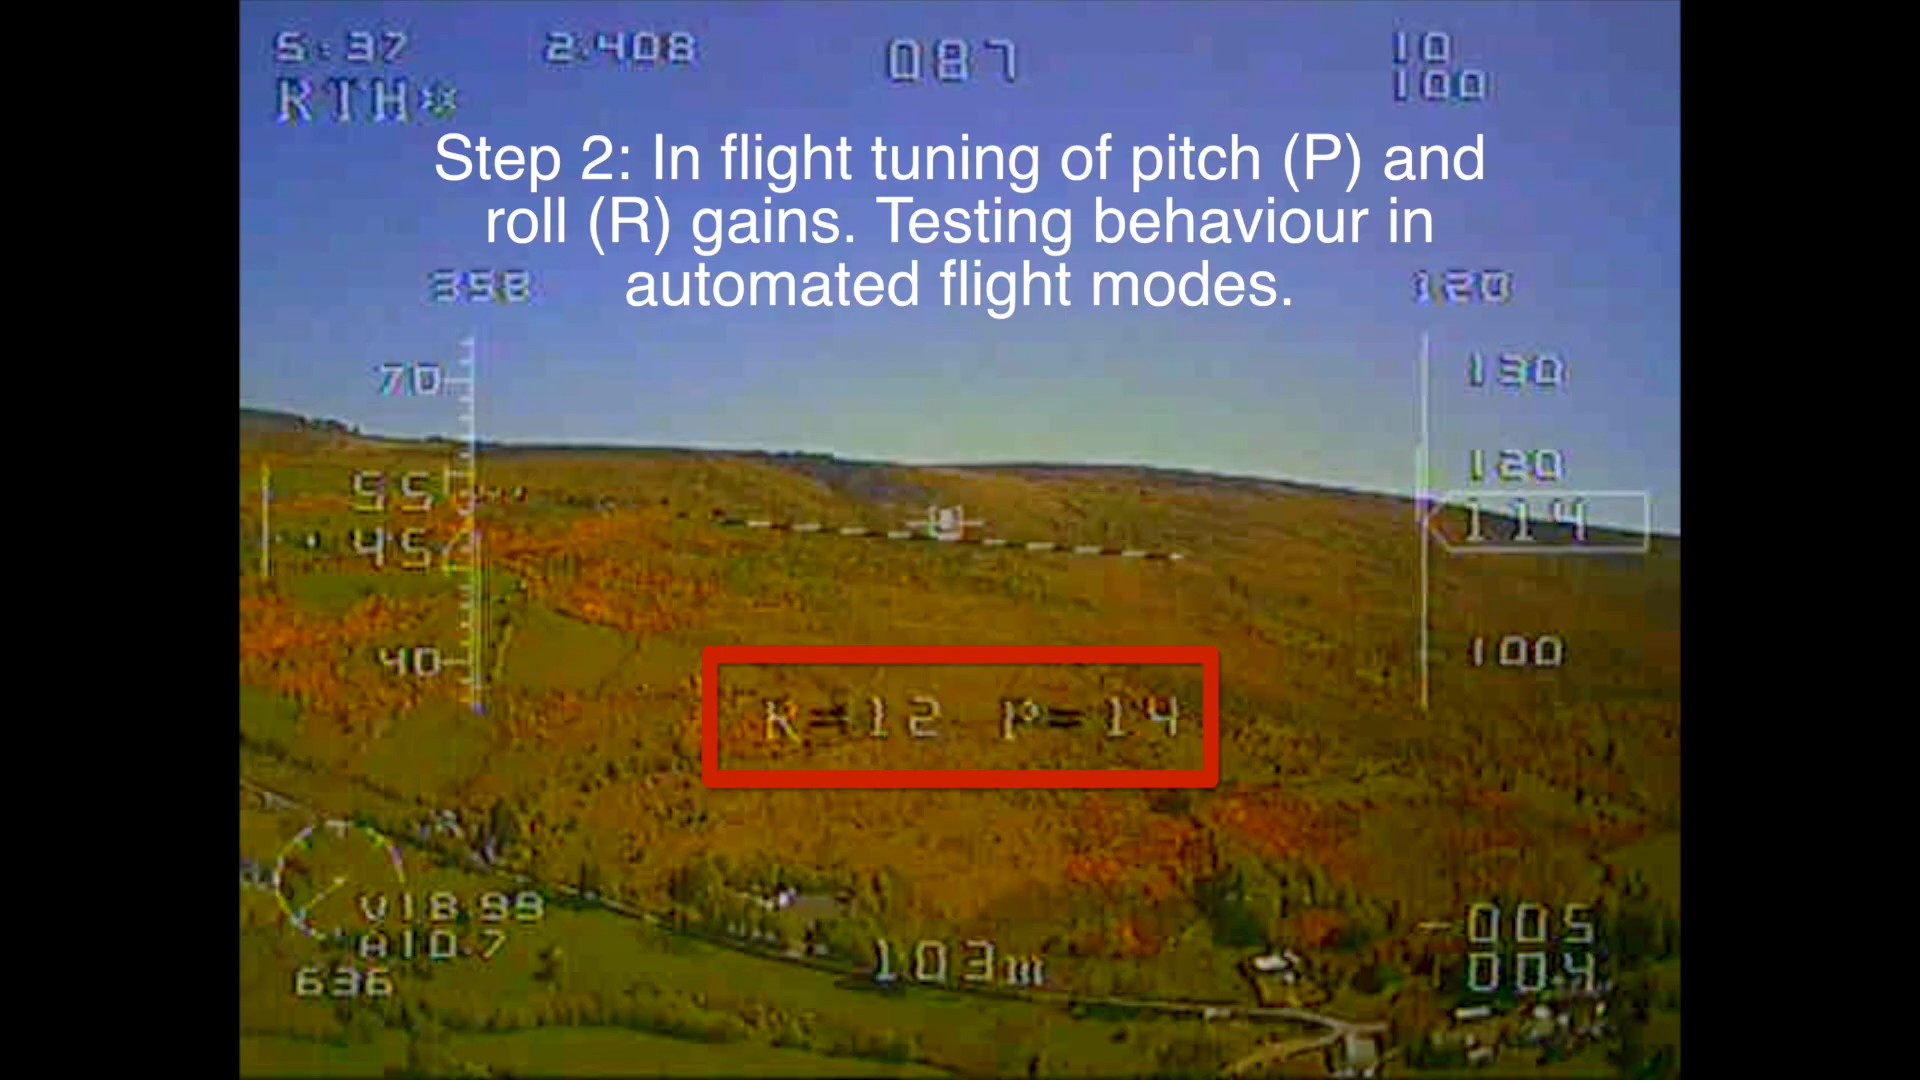 5:37 2.408 087 10
RTH 100
Step 2: In flight tuning of pitch (P) and
roll (R) gains. Testing behaviour in
automated flight modes.
358 120
70 130
55 120
45 114
40 100
R=12 P=14
V18.99
A10.7
636
103m
-005
00.4